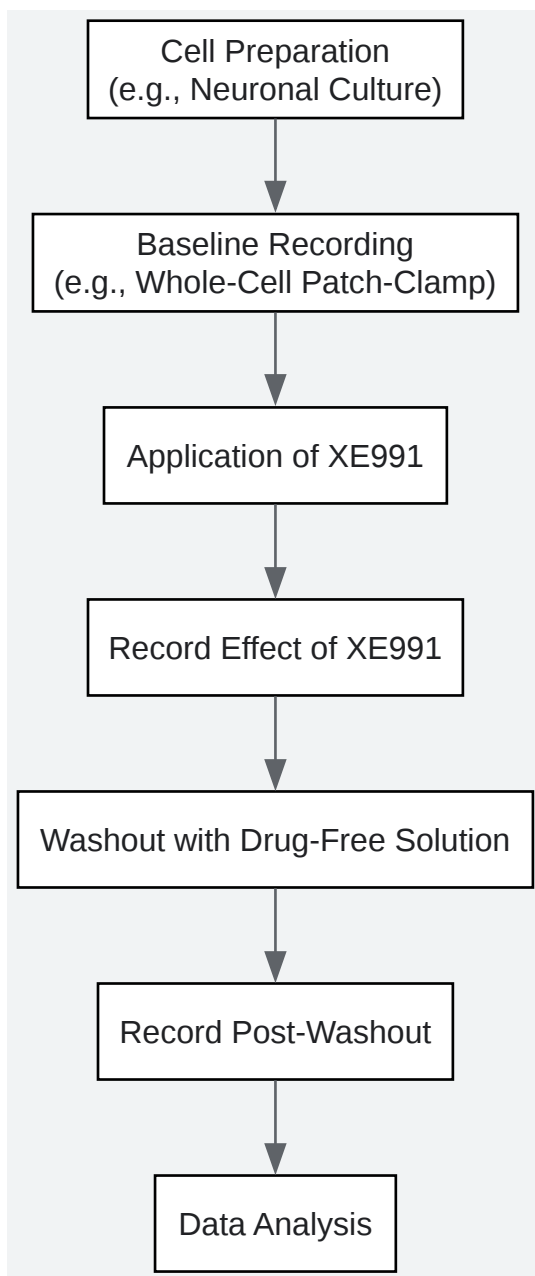 Cell Preparation
(e.g., Neuronal Culture)
Baseline Recording
(e.g., Whole-Cell Patch-Clamp)
Application of XE991
Record Effect of XE991
Washout with Drug-Free Solution
Record Post-Washout
Data Analysis